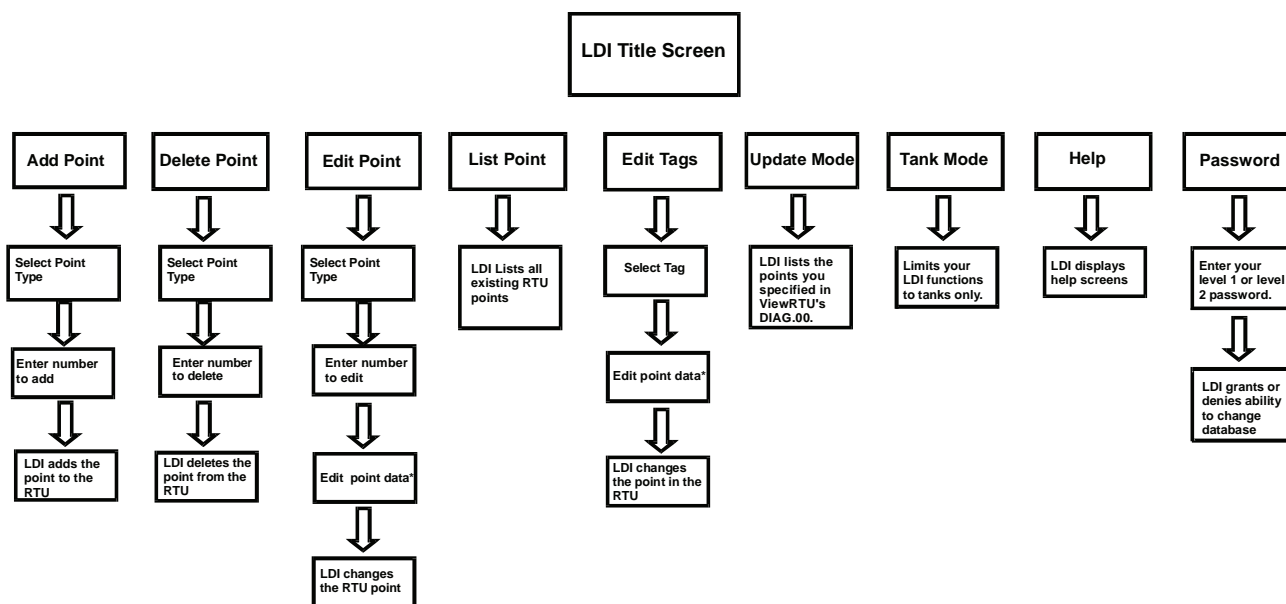 LDI Title Screen
Add Point
Delete Point
Edit Point
List Point
Edit Tags
Update Mode
Tank Mode
Help
Password
Select Point
Type
Select Point
Type
Select Point
Type
LDI Lists all
existing RTU
points
Select Tag
LDI lists the
points you
specified in
ViewRTU's
DIAG.00.
Limits your
LDI functions
to tanks only.
LDI displays
help screens
Enter your
level 1 or level
2 password.
Enter number
to add
Enter number
to delete
Enter number
to edit
Edit point data*
LDI grants or
denies ability
to change
database
LDI adds the
point to the
RTU
LDI deletes the
point from the
RTU
Edit point data*
LDI changes
the point in the
RTU
LDI changes
the RTU point